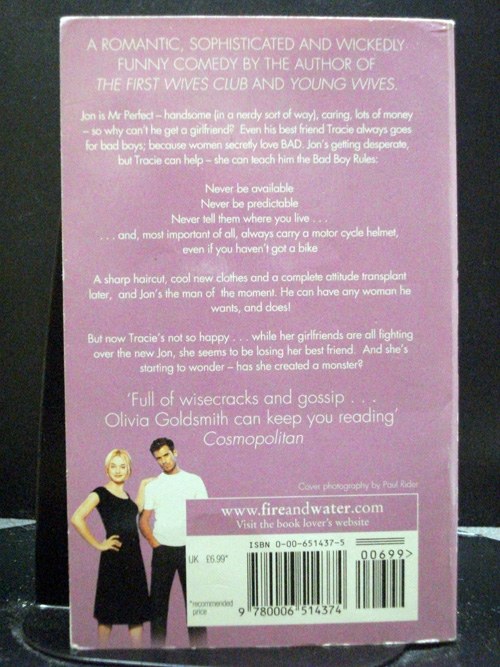 A ROMANTIC, SOPHISTICATED AND WICKEDLY
FUNNY COMEDY BY THE AUTHOR OF
THE FIRST WIVES CLUB AND YOUNG WIVES.
Jon is Mr Perfect – handsome (in a nerdy sort of way), caring, lots of money
– so why can't he get a girlfriend? Even his best friend Tracie always goes
for bad boys; because women secretly love BAD. Jon's getting desperate,
but Tracie can help – she can teach him the Bad Boy Rules:
Never be available
Never be predictable
Never tell them where you live . . .
. . . and, most important of all, always carry a motor cycle helmet,
even if you haven't got a bike
A sharp haircut, cool new clothes and a complete attitude transplant
later, and Jon's the man of the moment. He can have any woman he
wants, and does!
But now Tracie's not so happy . . . while her girlfriends are all fighting
over the new Jon, she seems to be losing her best friend. And she's
starting to wonder – has she created a monster?
'Full of wisecracks and gossip . . .
Olivia Goldsmith can keep you reading'
Cosmopolitan
Cover photography by Paul Rider
www.fireandwater.com
Visit the book lover's website
ISBN 0-00-651437-5
UK £6.99*
00699>
*recommended
price
9 780006 514374